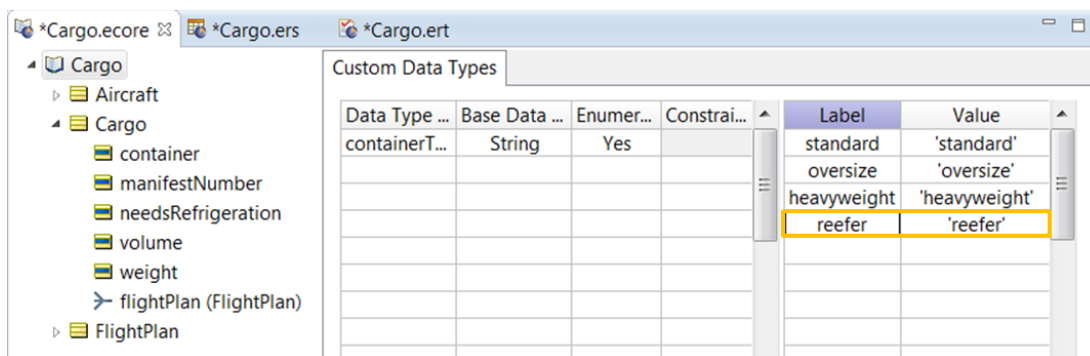 *Cargo.ecore *Cargo.ers *Cargo.ert
Cargo
Aircraft
Cargo
container
manifestNumber
needsRefrigeration
volume
weight
flightPlan (FlightPlan)
FlightPlan
Custom Data Types
Data Type ... Base Data ... Enumer... Constrai... Label Value
containerT... String Yes standard 'standard'
oversize 'oversize'
heavyweight 'heavyweight'
reefer 'reefer'